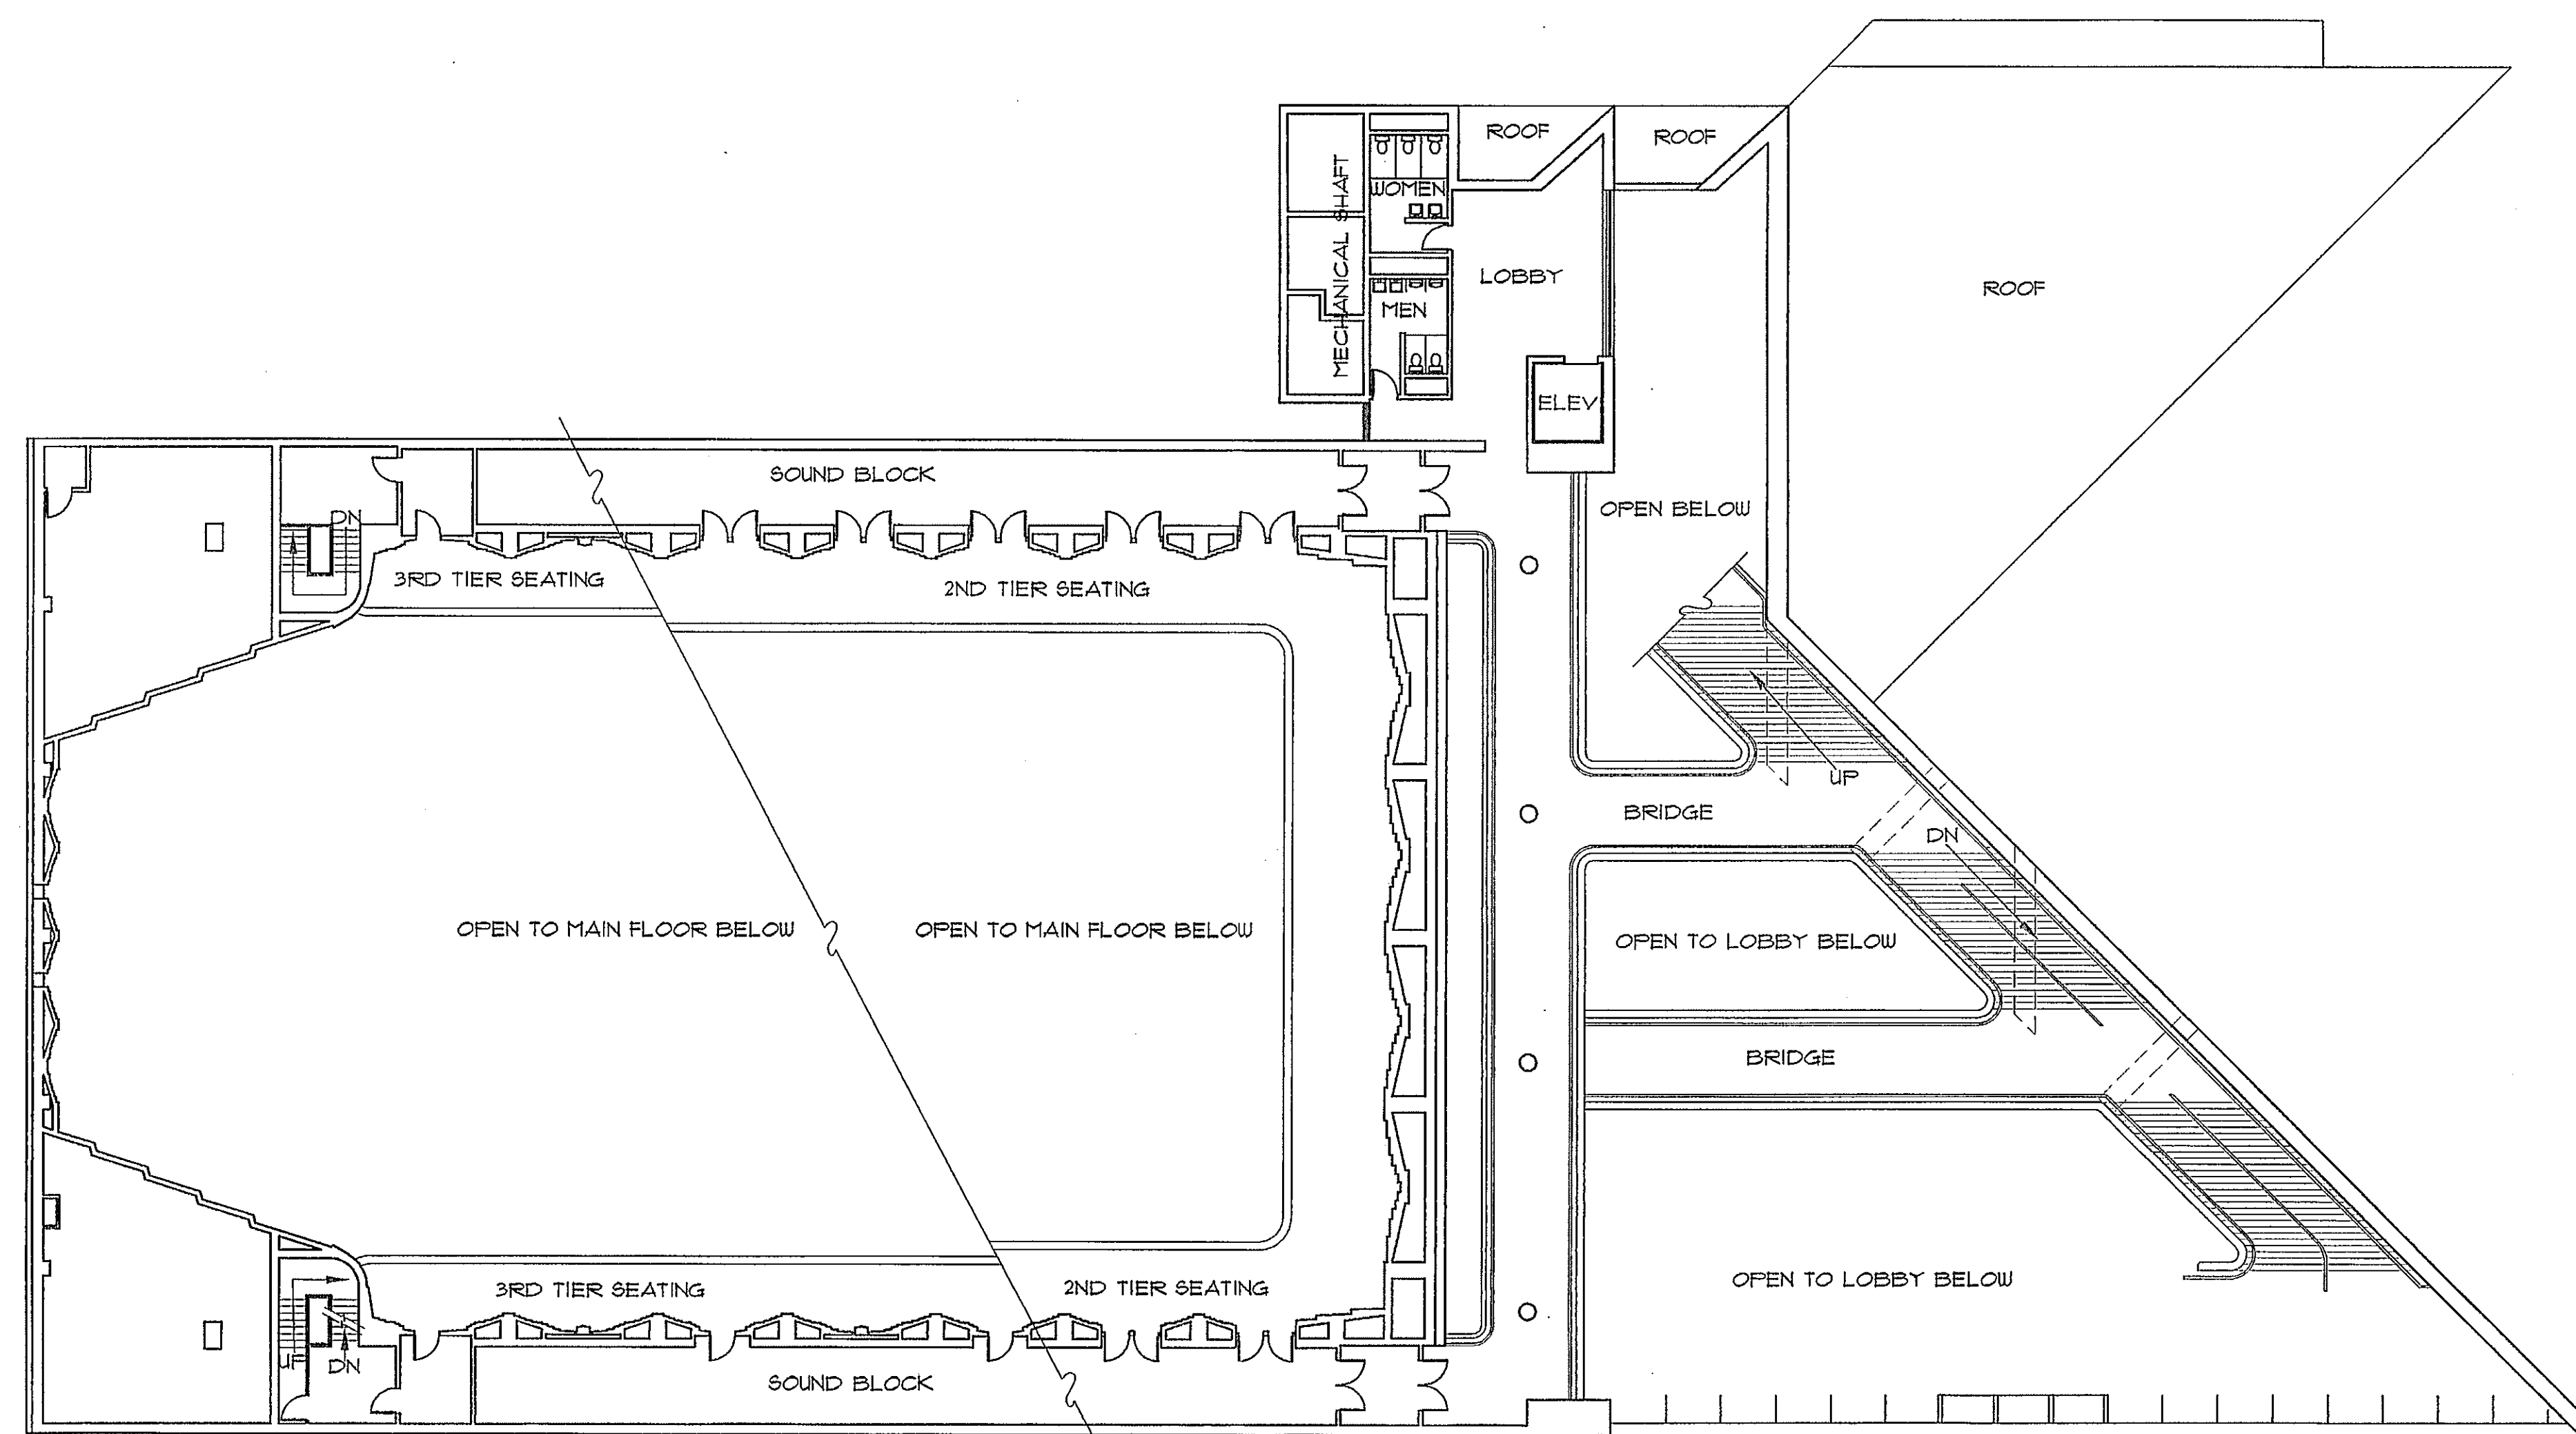 ROOF
ROOF
WOMEN
MECHANICAL SHAFT
LOBBY
ROOF
MEN
ELEV
SOUND BLOCK
OPEN BELOW
DN
3RD TIER SEATING
2ND TIER SEATING
UP
BRIDGE
DN
OPEN TO MAIN FLOOR BELOW
OPEN TO MAIN FLOOR BELOW
OPEN TO LOBBY BELOW
BRIDGE
3RD TIER SEATING
2ND TIER SEATING
OPEN TO LOBBY BELOW
UP
DN
SOUND BLOCK